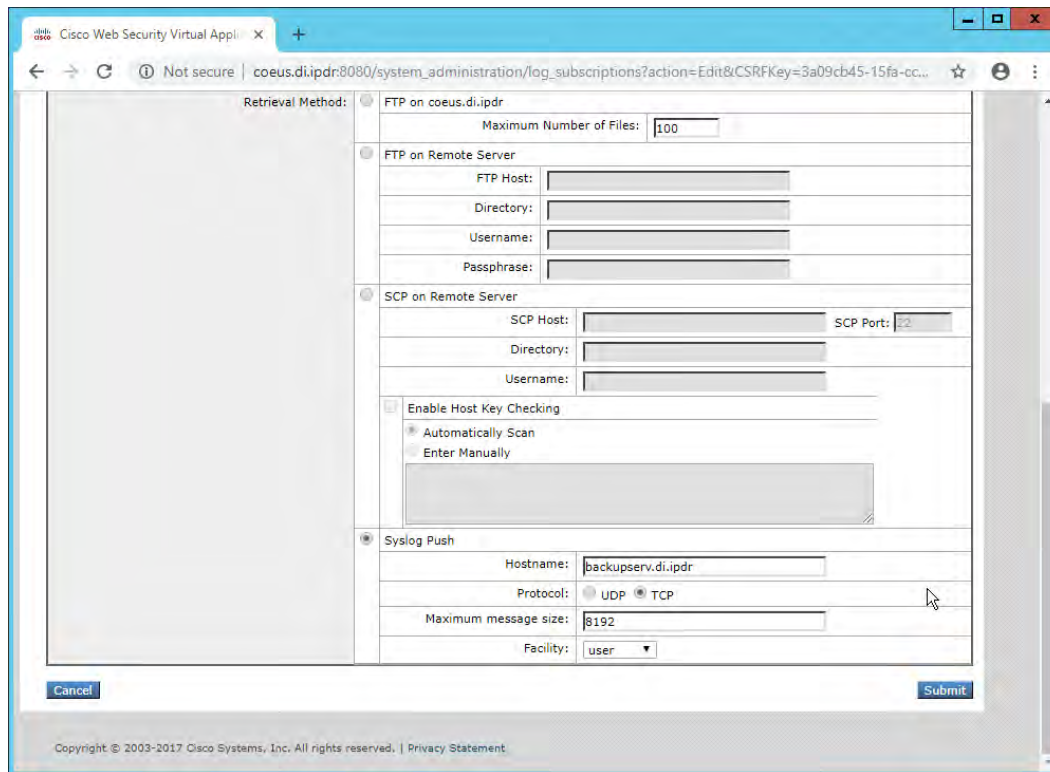 cisco Cisco Web Security Virtual Appli
Not secure | coeus.di.ipdr:8080/system_administration/log_subscriptions?action=Edit&CSRFKey=3a09cb45-15fa-cc...
Retrieval Method: FTP on coeus.di.ipdr
Maximum Number of Files: 100
FTP on Remote Server
FTP Host:
Directory:
Username:
Passphrase:
SCP on Remote Server
SCP Host: SCP Port: 22
Directory:
Username:
Enable Host Key Checking
Automatically Scan
Enter Manually
Syslog Push
Hostname: backupserv.di.ipdr
Protocol: UDP TCP
Maximum message size: 8192
Facility: user
Cancel Submit
Copyright © 2003-2017 Cisco Systems, Inc. All rights reserved. | Privacy Statement